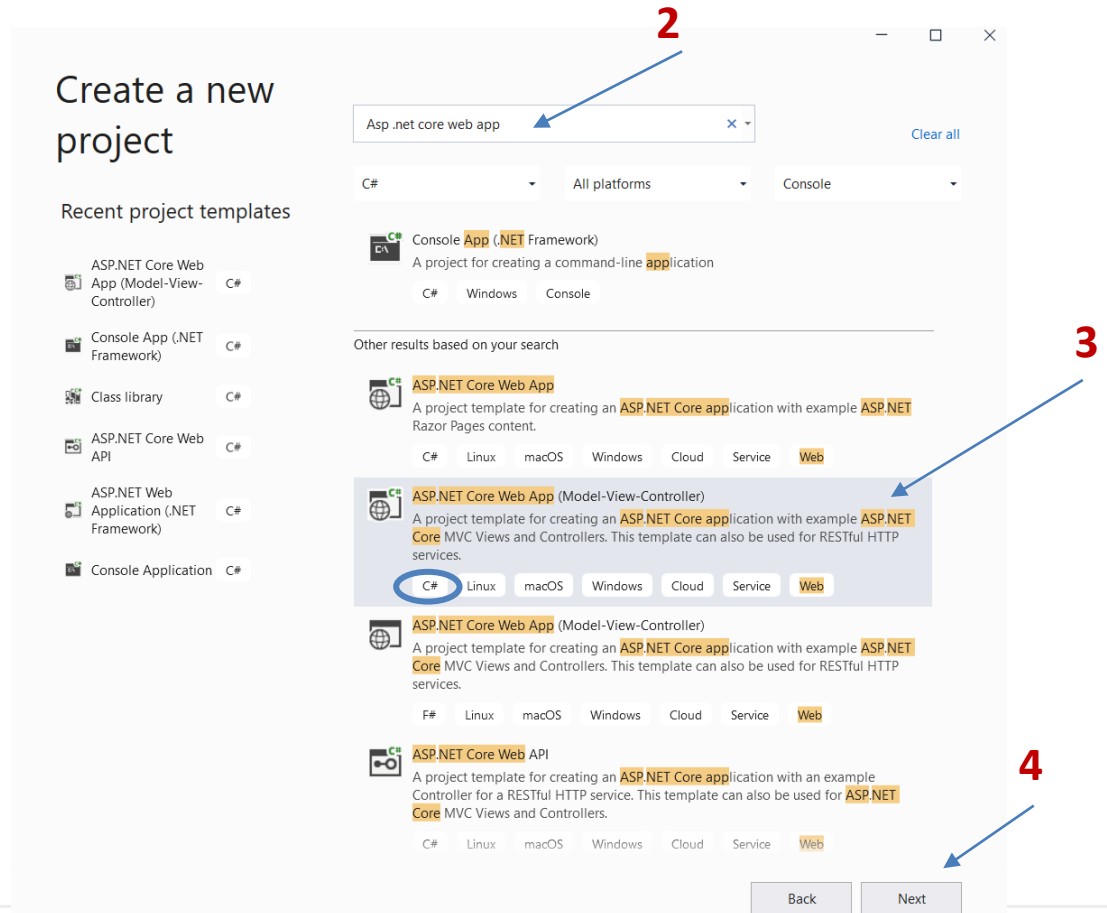 2
Create a new
project
Asp .net core web app
Clear all
C#
All platforms
Console
Recent project templates
ASP.NET Core Web
App (Model-View-
Controller)
C#
Console App (.NET
Framework)
C#
Class library
C#
ASP.NET Core Web
API
C#
ASP.NET Web
Application (.NET
Framework)
C#
Console Application
C#
Console App (.NET Framework)
A project for creating a command-line application
C# Windows Console
Other results based on your search
3
ASP.NET Core Web App
A project template for creating an ASP.NET Core application with example ASP.NET
Razor Pages content.
C# Linux macOS Windows Cloud Service Web
ASP.NET Core Web App (Model-View-Controller)
A project template for creating an ASP.NET Core application with example ASP.NET
Core MVC Views and Controllers. This template can also be used for RESTful HTTP
services.
C# Linux macOS Windows Cloud Service Web
ASP.NET Core Web App (Model-View-Controller)
A project template for creating an ASP.NET Core application with example ASP.NET
Core MVC Views and Controllers. This template can also be used for RESTful HTTP
services.
F# Linux macOS Windows Cloud Service Web
ASP.NET Core Web API
A project template for creating an ASP.NET Core application with an example
Controller for a RESTful HTTP service. This template can also be used for ASP.NET
Core MVC Views and Controllers.
C# Linux macOS Windows Cloud Service Web
4
Back
Next